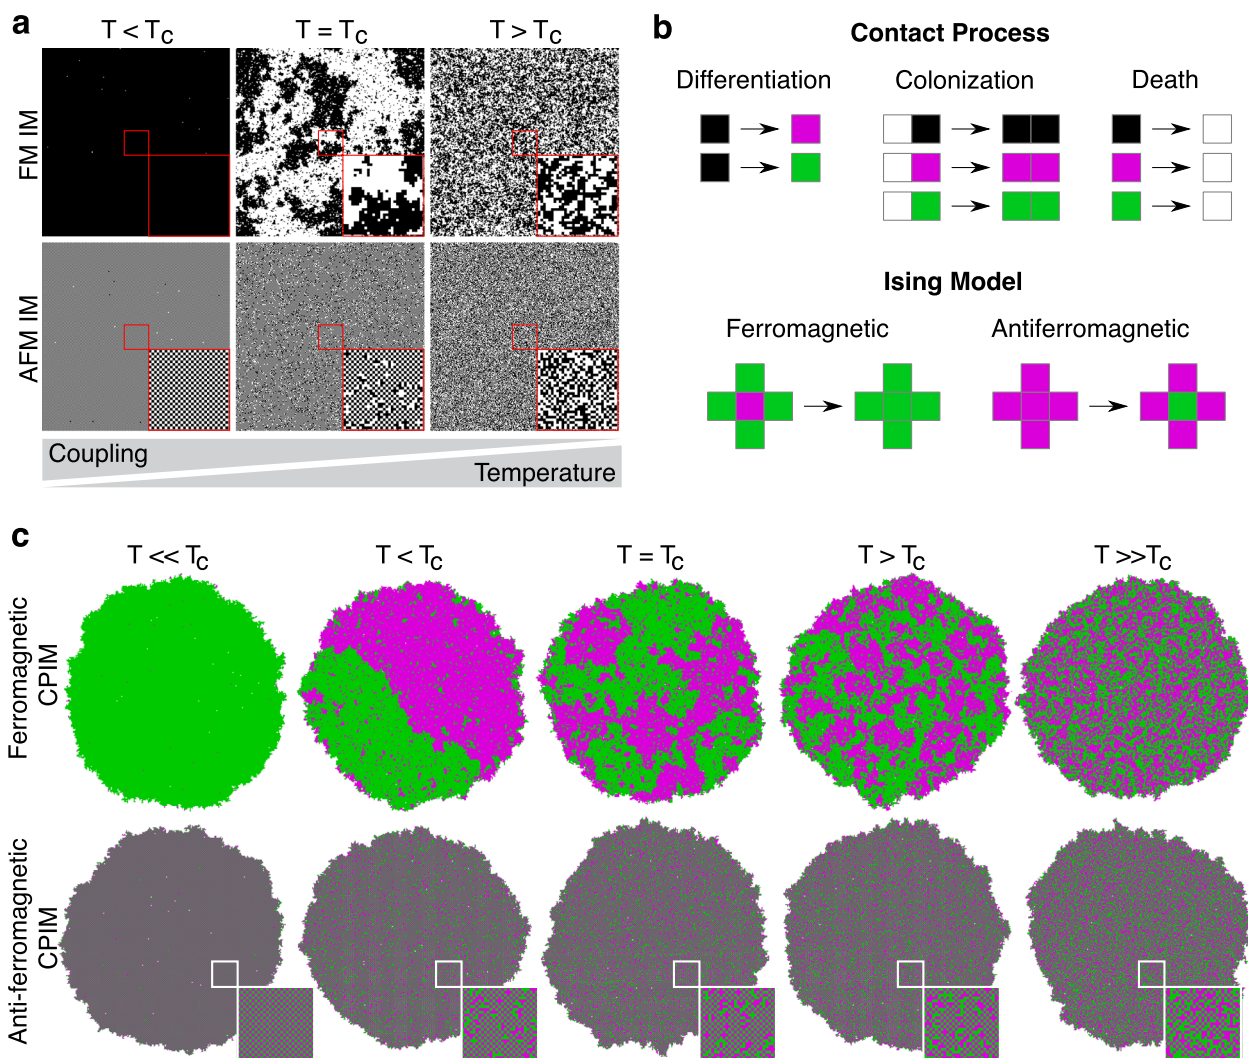 a
T < Tc
T = Tc
T > Tc
FM IM
AFM IM
Coupling
Temperature
b
Contact Process
Differentiation
Colonization
Death
Ising Model
Ferromagnetic
Antiferromagnetic
c
T << Tc
T < Tc
T = Tc
T > Tc
T >>Tc
Ferromagnetic
CPIM
Anti-ferromagnetic
CPIM